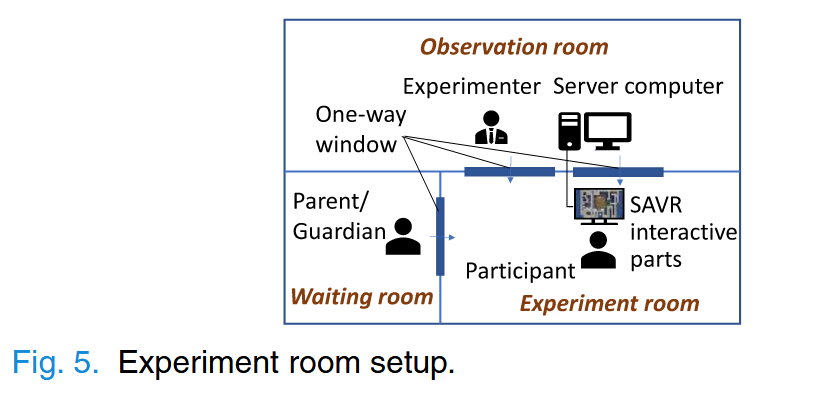 Observation room
Experimenter
Server computer
One-way
window
Parent/
Guardian
SAVR
interactive
parts
Participant
Waiting room
Experiment room
Fig. 5. Experiment room setup.